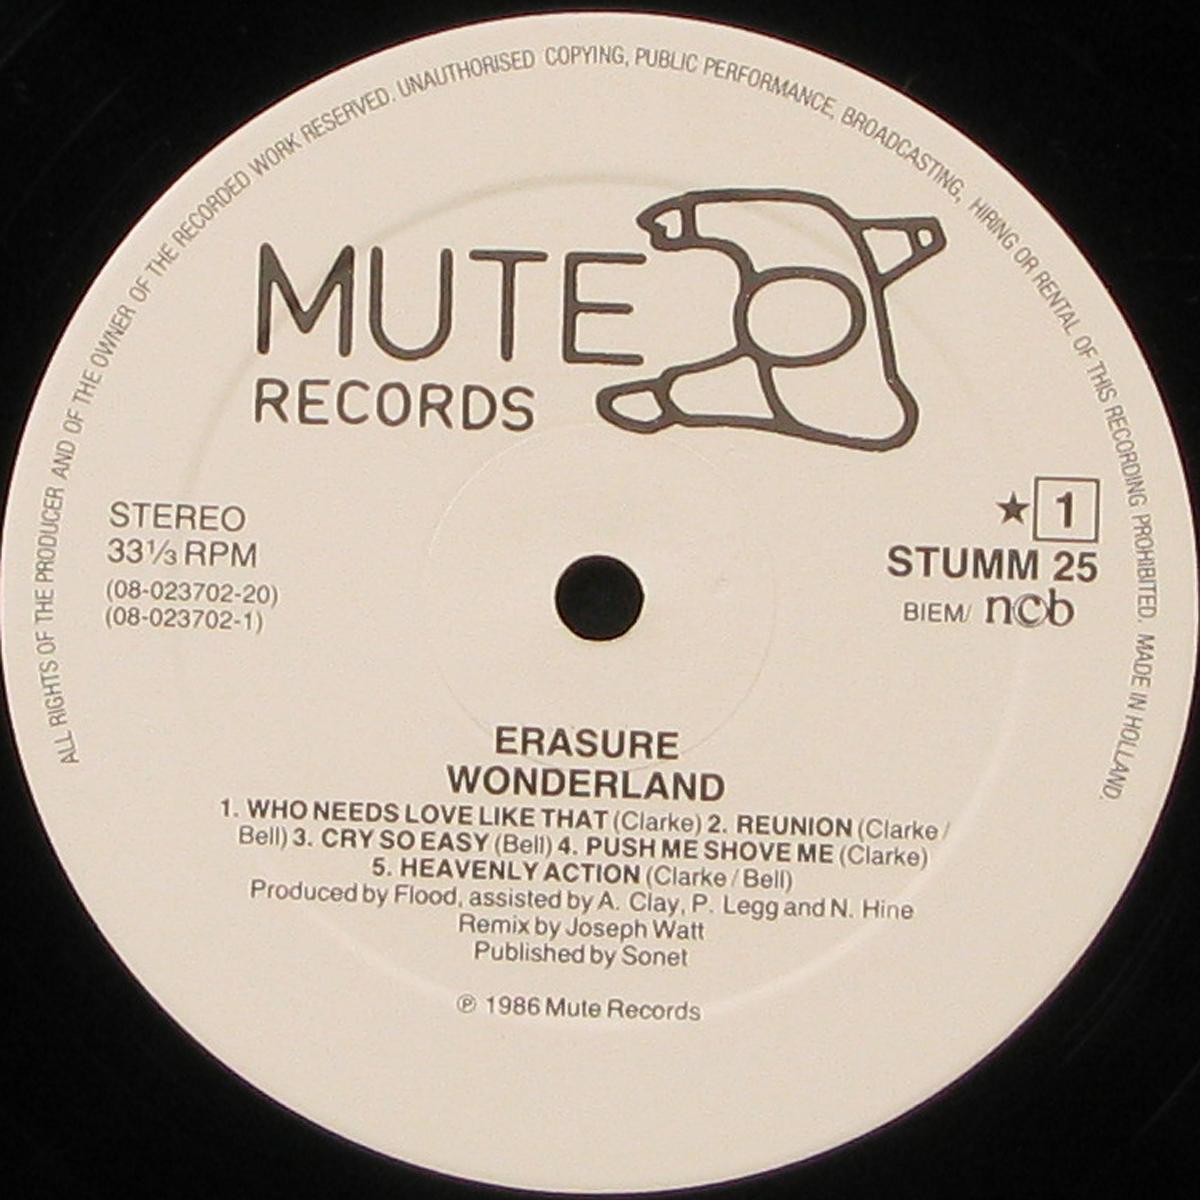 ALL RIGHTS OF THE PRODUCER AND OF THE OWNER OF THE RECORDED WORK RESERVED. UNAUTHORISED COPYING, PUBLIC PERFORMANCE, BROADCASTING, HIRING OR RENTAL OF THIS RECORDING PROHIBITED. MADE IN HOLLAND.
MUTE
RECORDS
STEREO
33⅓ RPM
(08-023702-20)
(08-023702-1)
★ 1
STUMM 25
BIEM/ ncb
ERASURE
WONDERLAND
1. WHO NEEDS LOVE LIKE THAT (Clarke) 2. REUNION (Clarke /
Bell) 3. CRY SO EASY (Bell) 4. PUSH ME SHOVE ME (Clarke)
5. HEAVENLY ACTION (Clarke / Bell)
Produced by Flood, assisted by A. Clay, P. Legg and N. Hine
Remix by Joseph Watt
Published by Sonet
℗ 1986 Mute Records